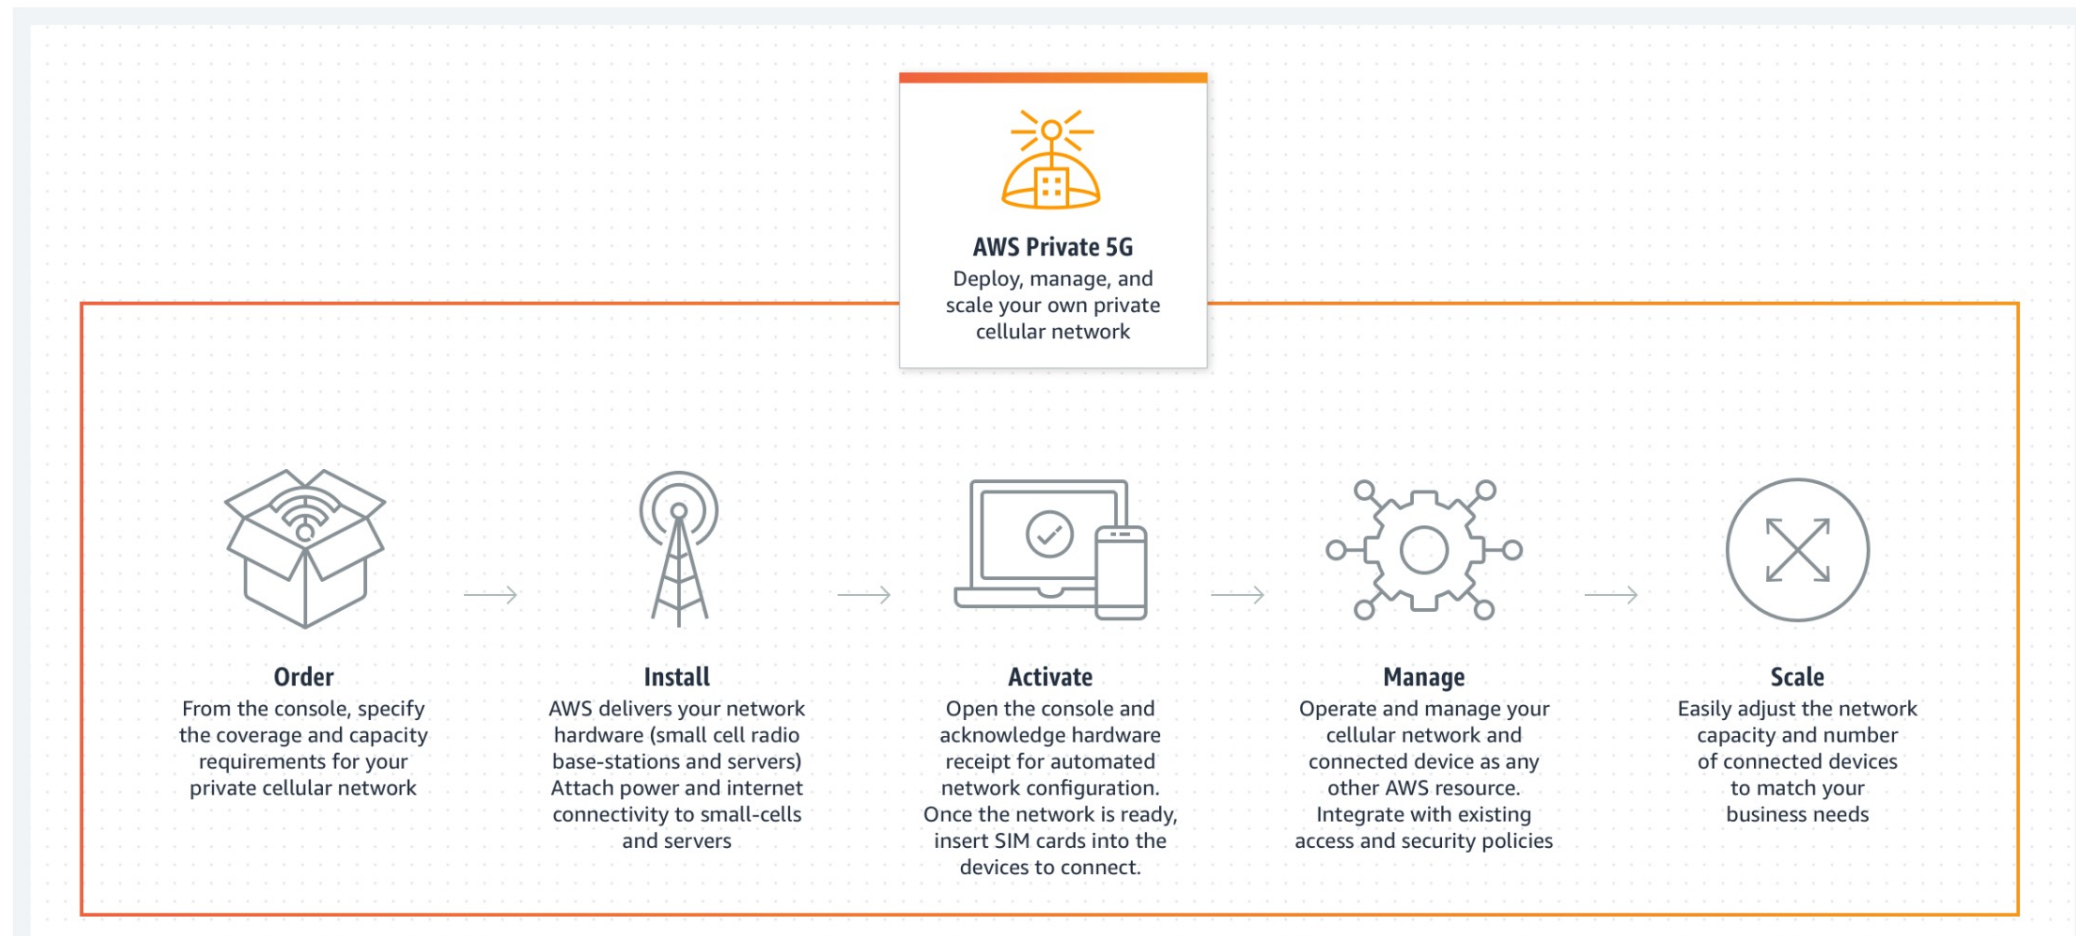 AWS Private 5G
Deploy, manage, and
scale your own private
cellular network
Order
From the console, specify
the coverage and capacity
requirements for your
private cellular network
Install
AWS delivers your network
hardware (small cell radio
base-stations and servers)
Attach power and internet
connectivity to small-cells
and servers
Activate
Open the console and
acknowledge hardware
receipt for automated
network configuration.
Once the network is ready,
insert SIM cards into the
devices to connect.
Manage
Operate and manage your
cellular network and
connected device as any
other AWS resource.
Integrate with existing
access and security policies
Scale
Easily adjust the network
capacity and number
of connected devices
to match your
business needs